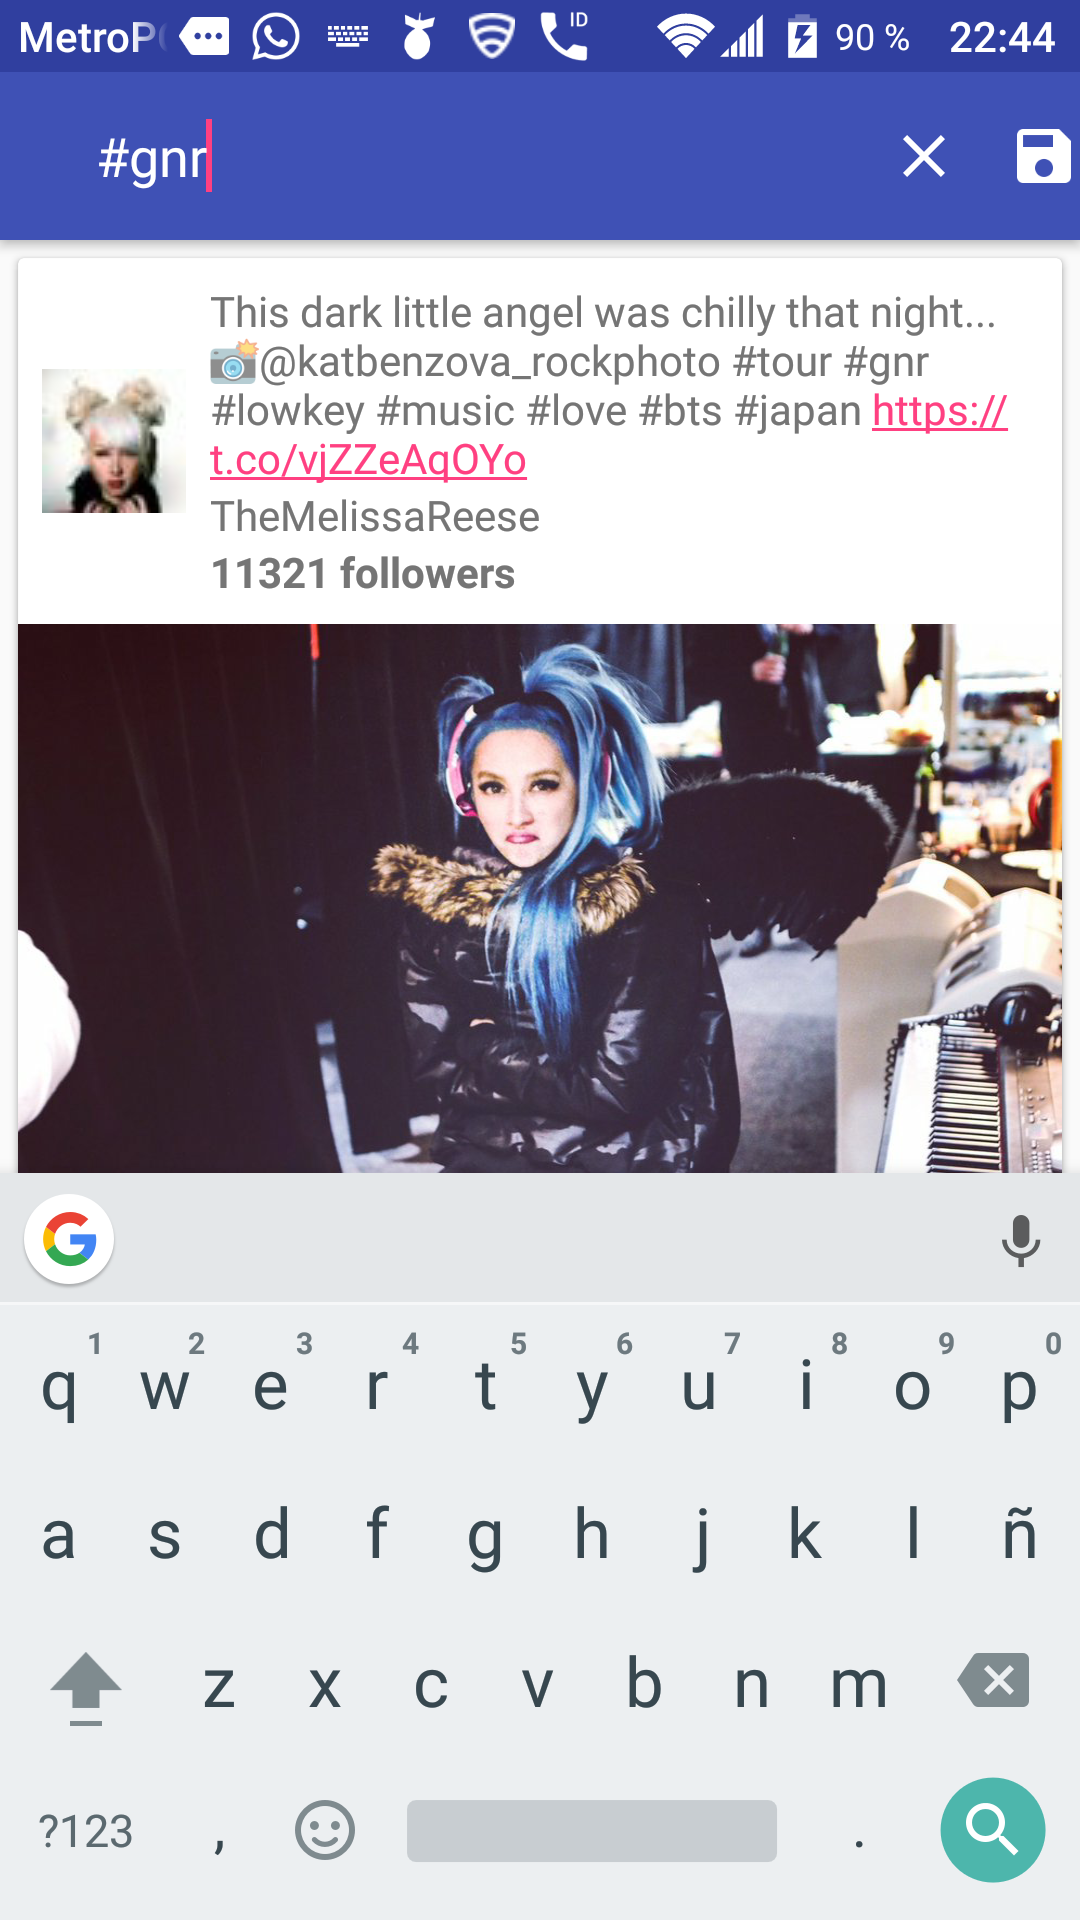 MetroP ID 90 % 22:44
#gnr
This dark little angel was chilly that night...
📸@katbenzova_rockphoto #tour #gnr
#lowkey #music #love #bts #japan https://
t.co/vjZZeAqOYo
TheMelissaReese
11321 followers
1 2 3 4 5 6 7 8 9 0
q w e r t y u i o p
a s d f g h j k l ñ
z x c v b n m
?123 , .